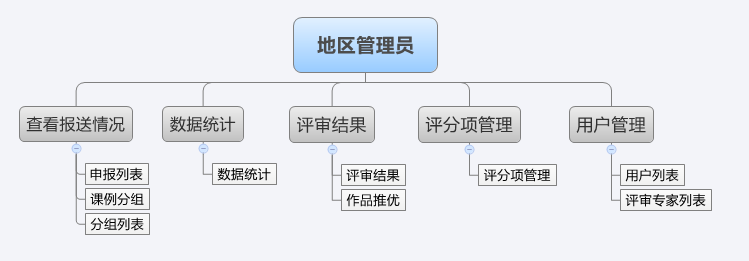 地区管理员
查看报送情况
申报列表
课例分组
分组列表
数据统计
数据统计
评审结果
评审结果
作品推优
评分项管理
评分项管理
用户管理
用户列表
评审专家列表